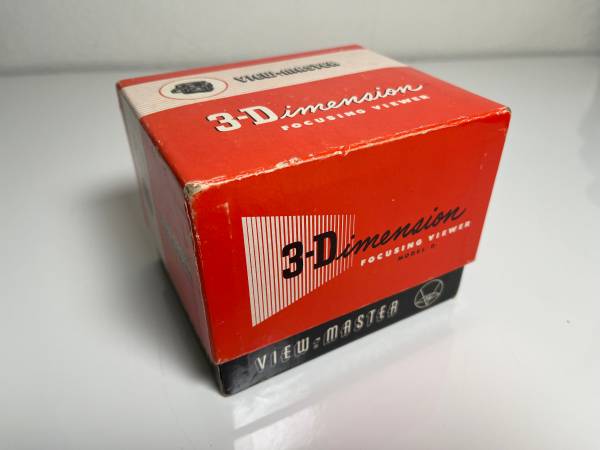 VIEW-MASTER
3-Dimension
FOCUSING VIEWER
3-Dimension
FOCUSING VIEWER
MODEL D
VIEW-MASTER